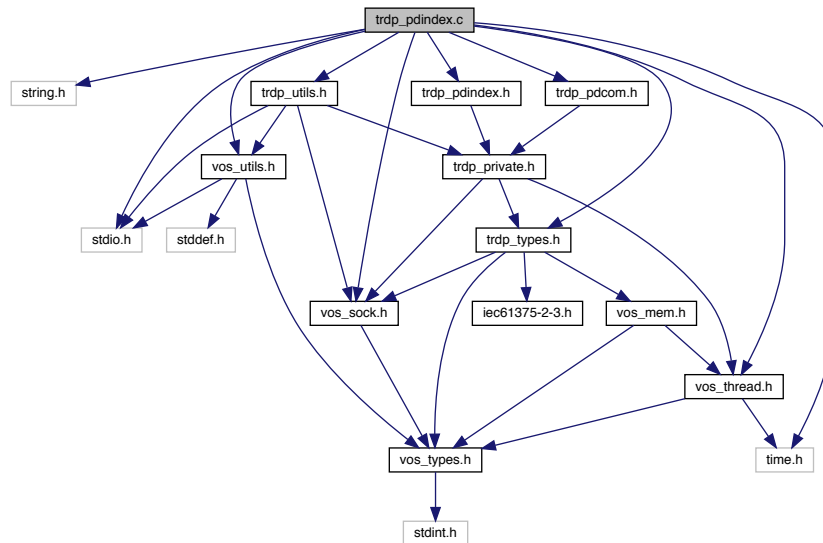 trdp_pdindex.c
string.h
trdp_utils.h
trdp_pdindex.h
trdp_pdcom.h
vos_utils.h
trdp_private.h
stdio.h
stddef.h
trdp_types.h
vos_sock.h
iec61375-2-3.h
vos_mem.h
vos_thread.h
vos_types.h
time.h
stdint.h